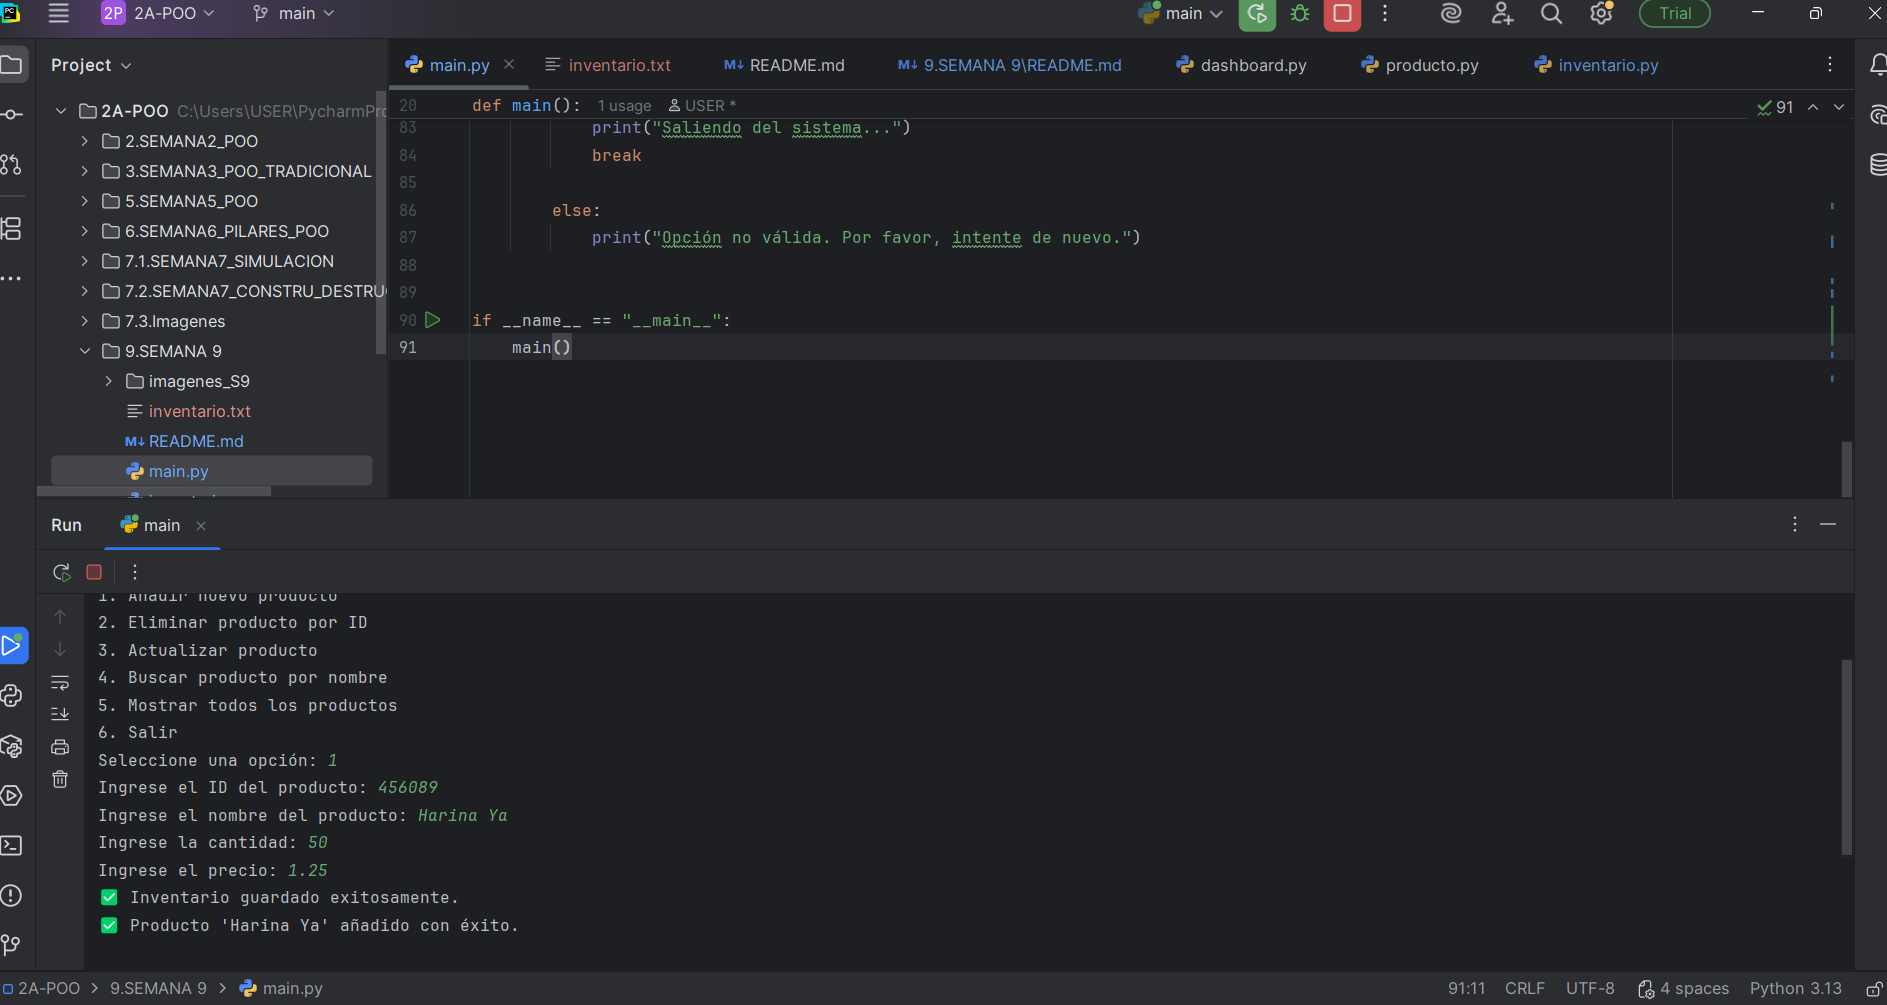 PC 2P 2A-POO main main Trial
Project
main.py inventario.txt M↓ README.md M↓ 9.SEMANA 9\README.md dashboard.py producto.py inventario.py
2A-POO C:\Users\USER\PycharmPro
2.SEMANA2_POO
3.SEMANA3_POO_TRADICIONAL
5.SEMANA5_POO
6.SEMANA6_PILARES_POO
7.1.SEMANA7_SIMULACION
7.2.SEMANA7_CONSTRU_DESTRU
7.3.Imagenes
9.SEMANA 9
imagenes_S9
inventario.txt
M↓ README.md
main.py
20 def main(): 1 usage USER * 91
83 print("Saliendo del sistema...")
84 break
85
86 else:
87 print("Opción no válida. Por favor, intente de nuevo.")
88
89
90 if __name__ == "__main__":
91 main()
Run main
1. Añadir nuevo producto
2. Eliminar producto por ID
3. Actualizar producto
4. Buscar producto por nombre
5. Mostrar todos los productos
6. Salir
Seleccione una opción: 1
Ingrese el ID del producto: 456089
Ingrese el nombre del producto: Harina Ya
Ingrese la cantidad: 50
Ingrese el precio: 1.25
✅ Inventario guardado exitosamente.
✅ Producto 'Harina Ya' añadido con éxito.
2A-POO > 9.SEMANA 9 > main.py 91:11 CRLF UTF-8 4 spaces Python 3.13